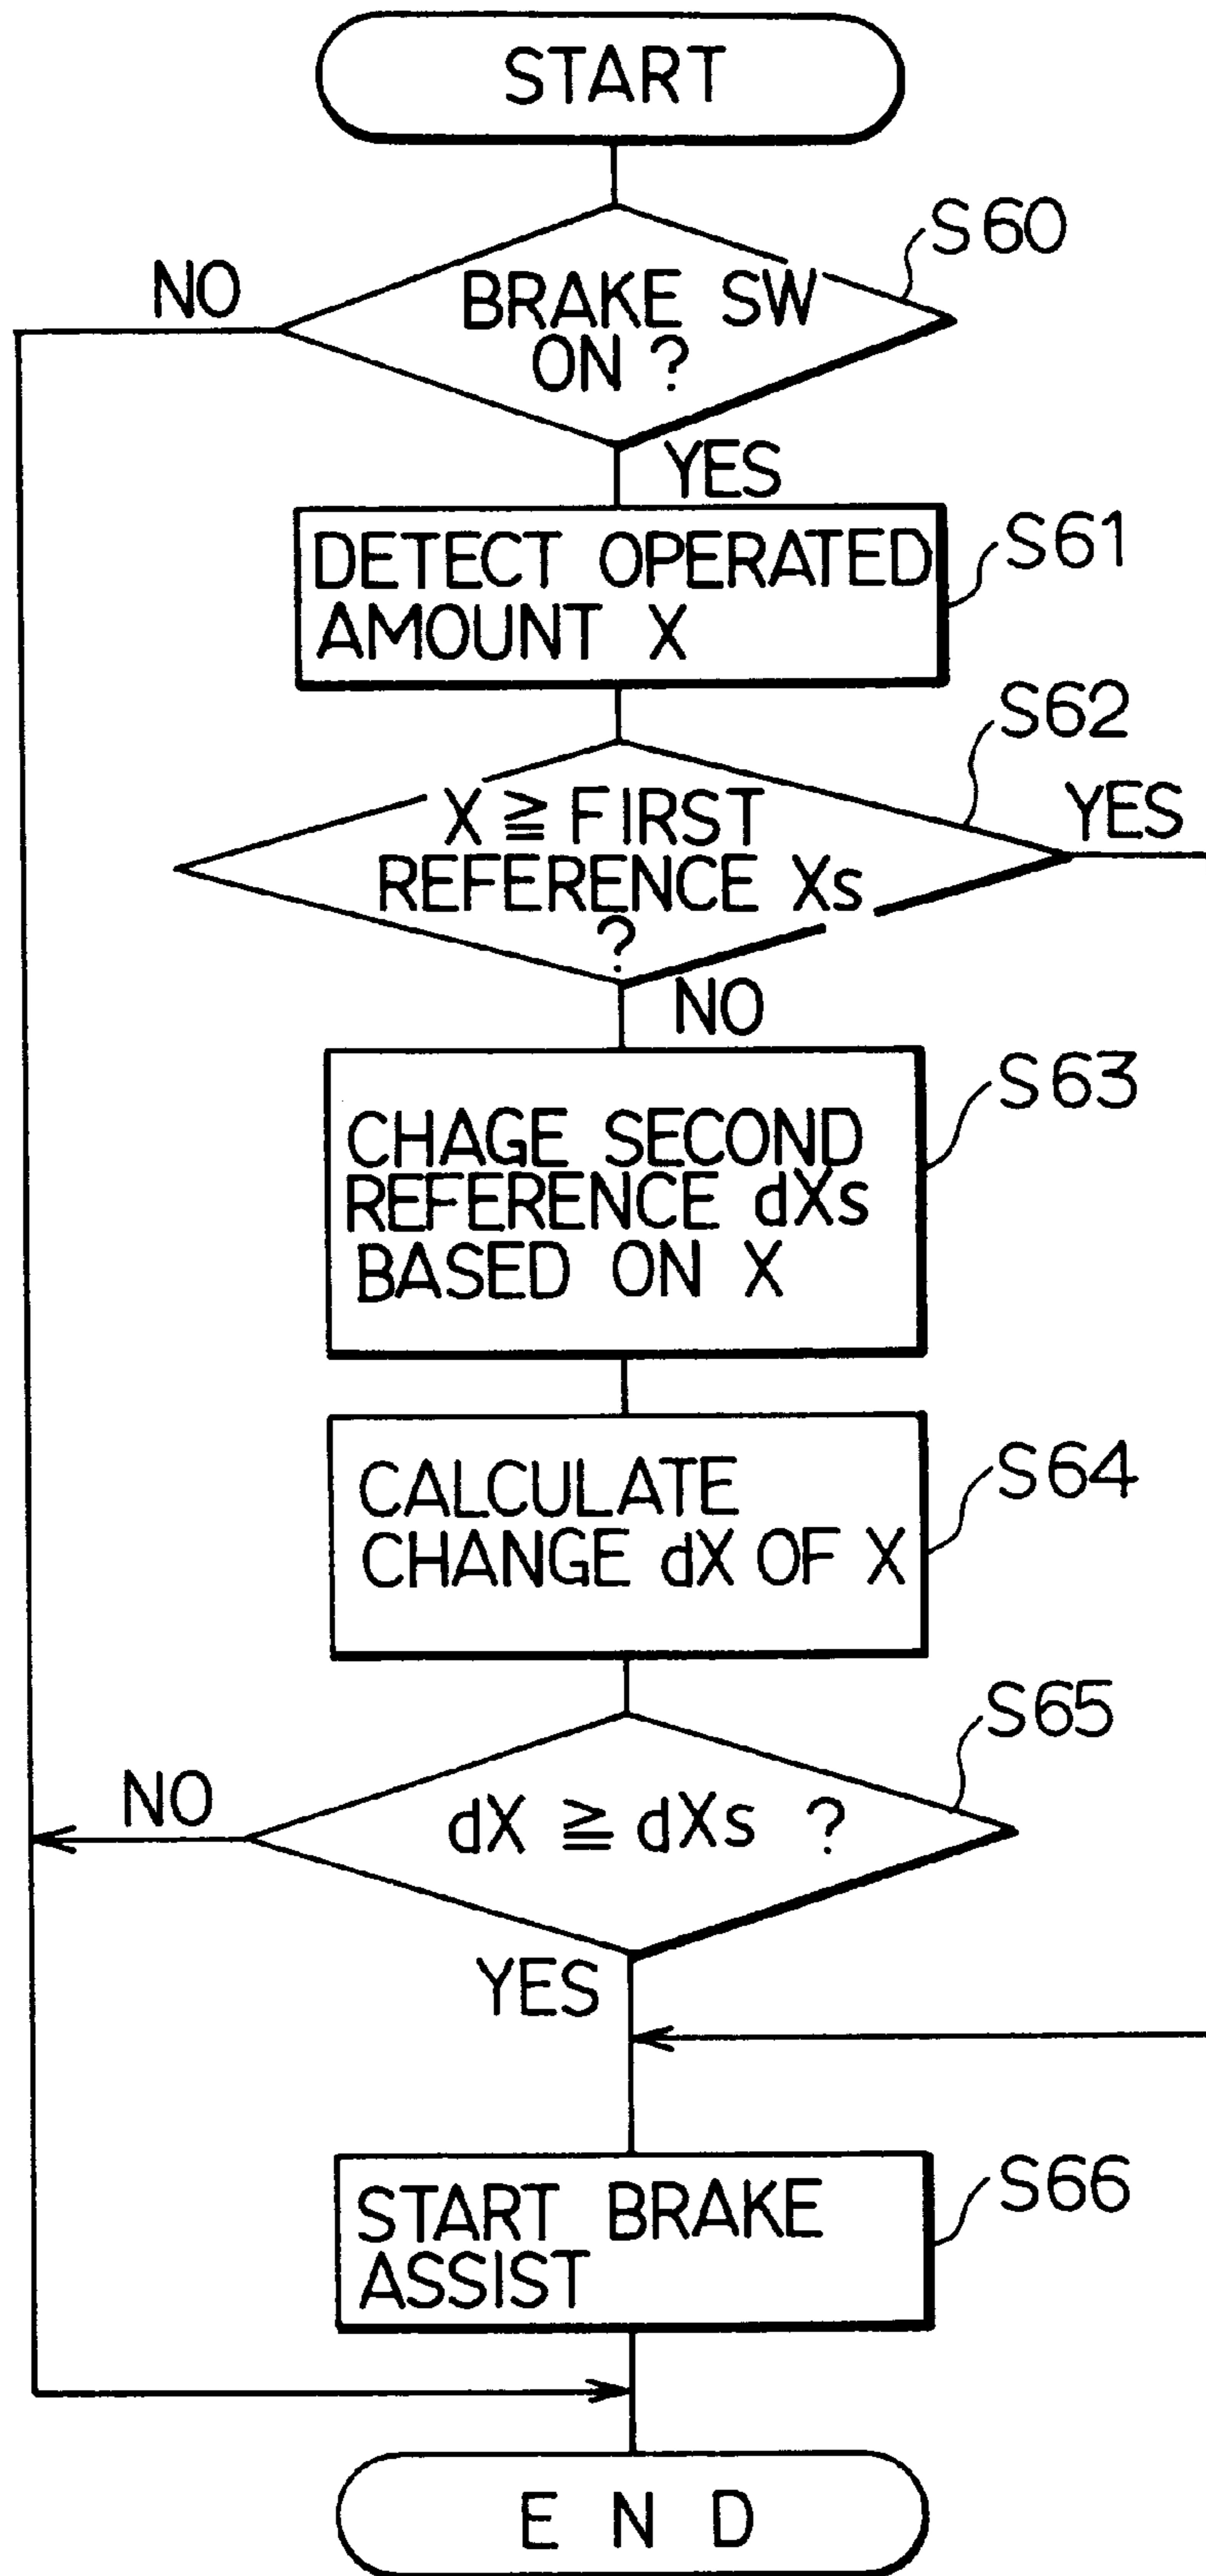 START
S60
NO
BRAKE SW
ON ?
YES
DETECT OPERATED
AMOUNT X
S61
S62
X ≧ FIRST
REFERENCE Xs
?
YES
NO
S63
CHAGE SECOND
REFERENCE dXs
BASED ON X
S64
CALCULATE
CHANGE dX OF X
S65
NO
dX ≧ dXs ?
YES
S66
START BRAKE
ASSIST
E N D